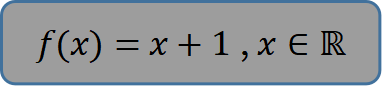 f(x) = x + 1 , x ∈ ℝ